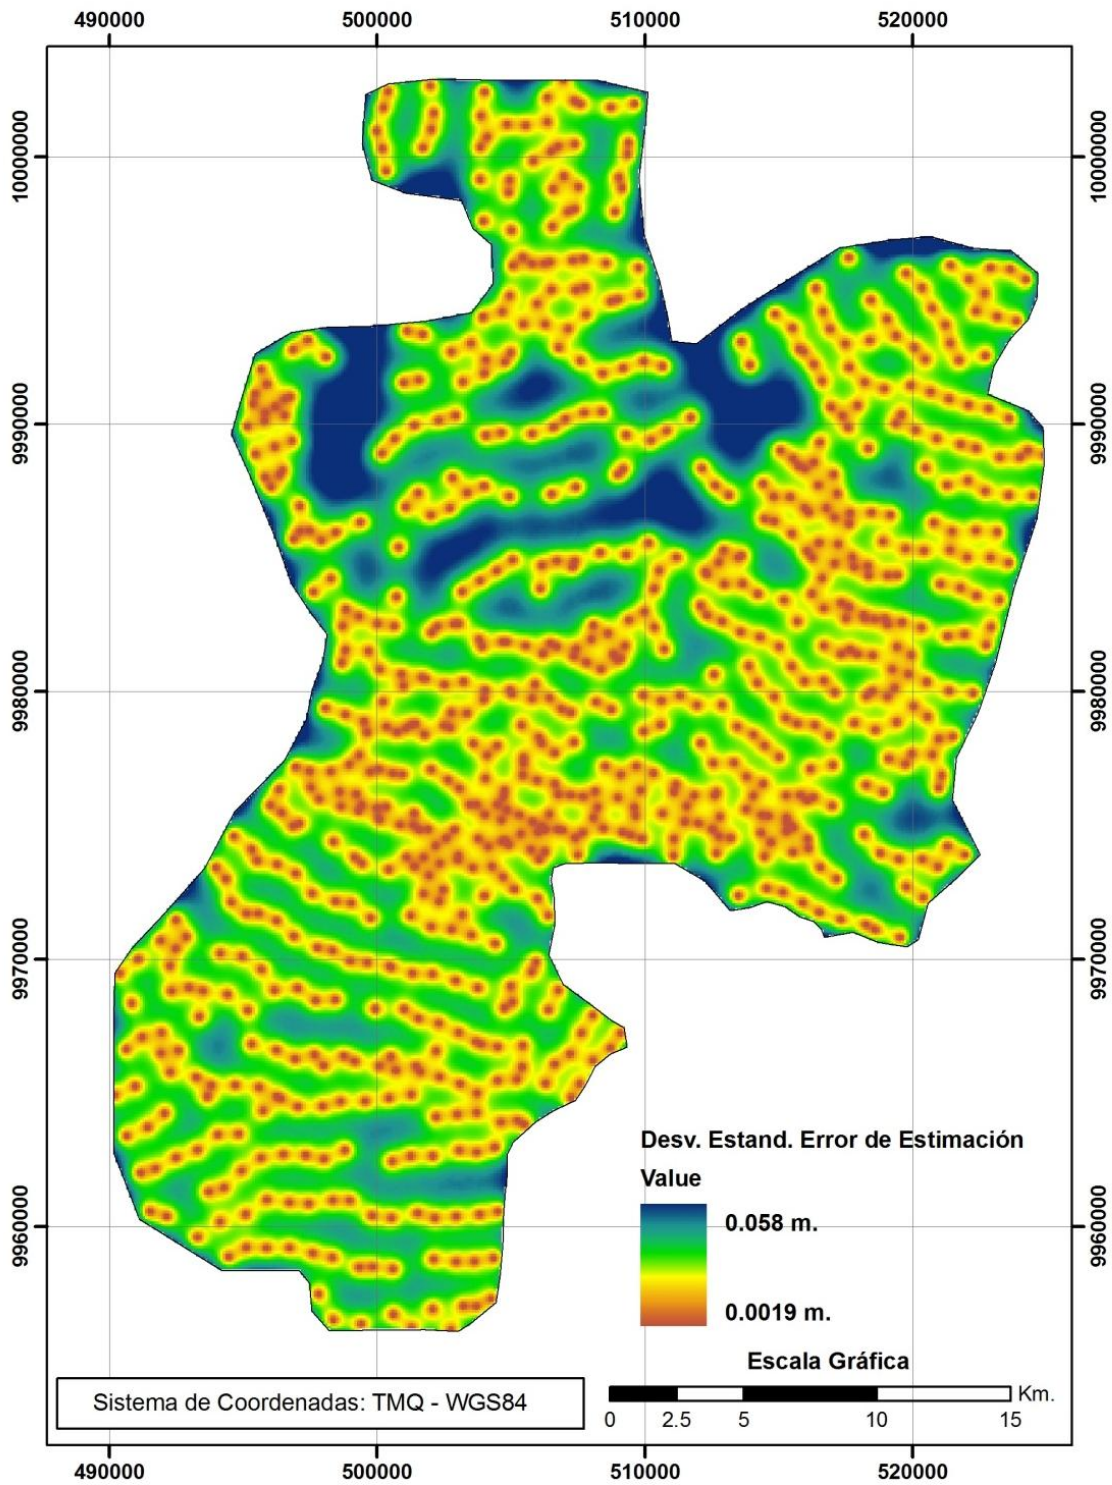 490000 500000 510000 520000
10000000 10000000
9990000 9990000
9980000 9980000
9970000 9970000
9960000 9960000
Desv. Estand. Error de Estimación
Value
0.058 m.
0.0019 m.
Escala Gráfica
Km.
0 2.5 5 10 15
Sistema de Coordenadas: TMQ - WGS84
490000 500000 510000 520000